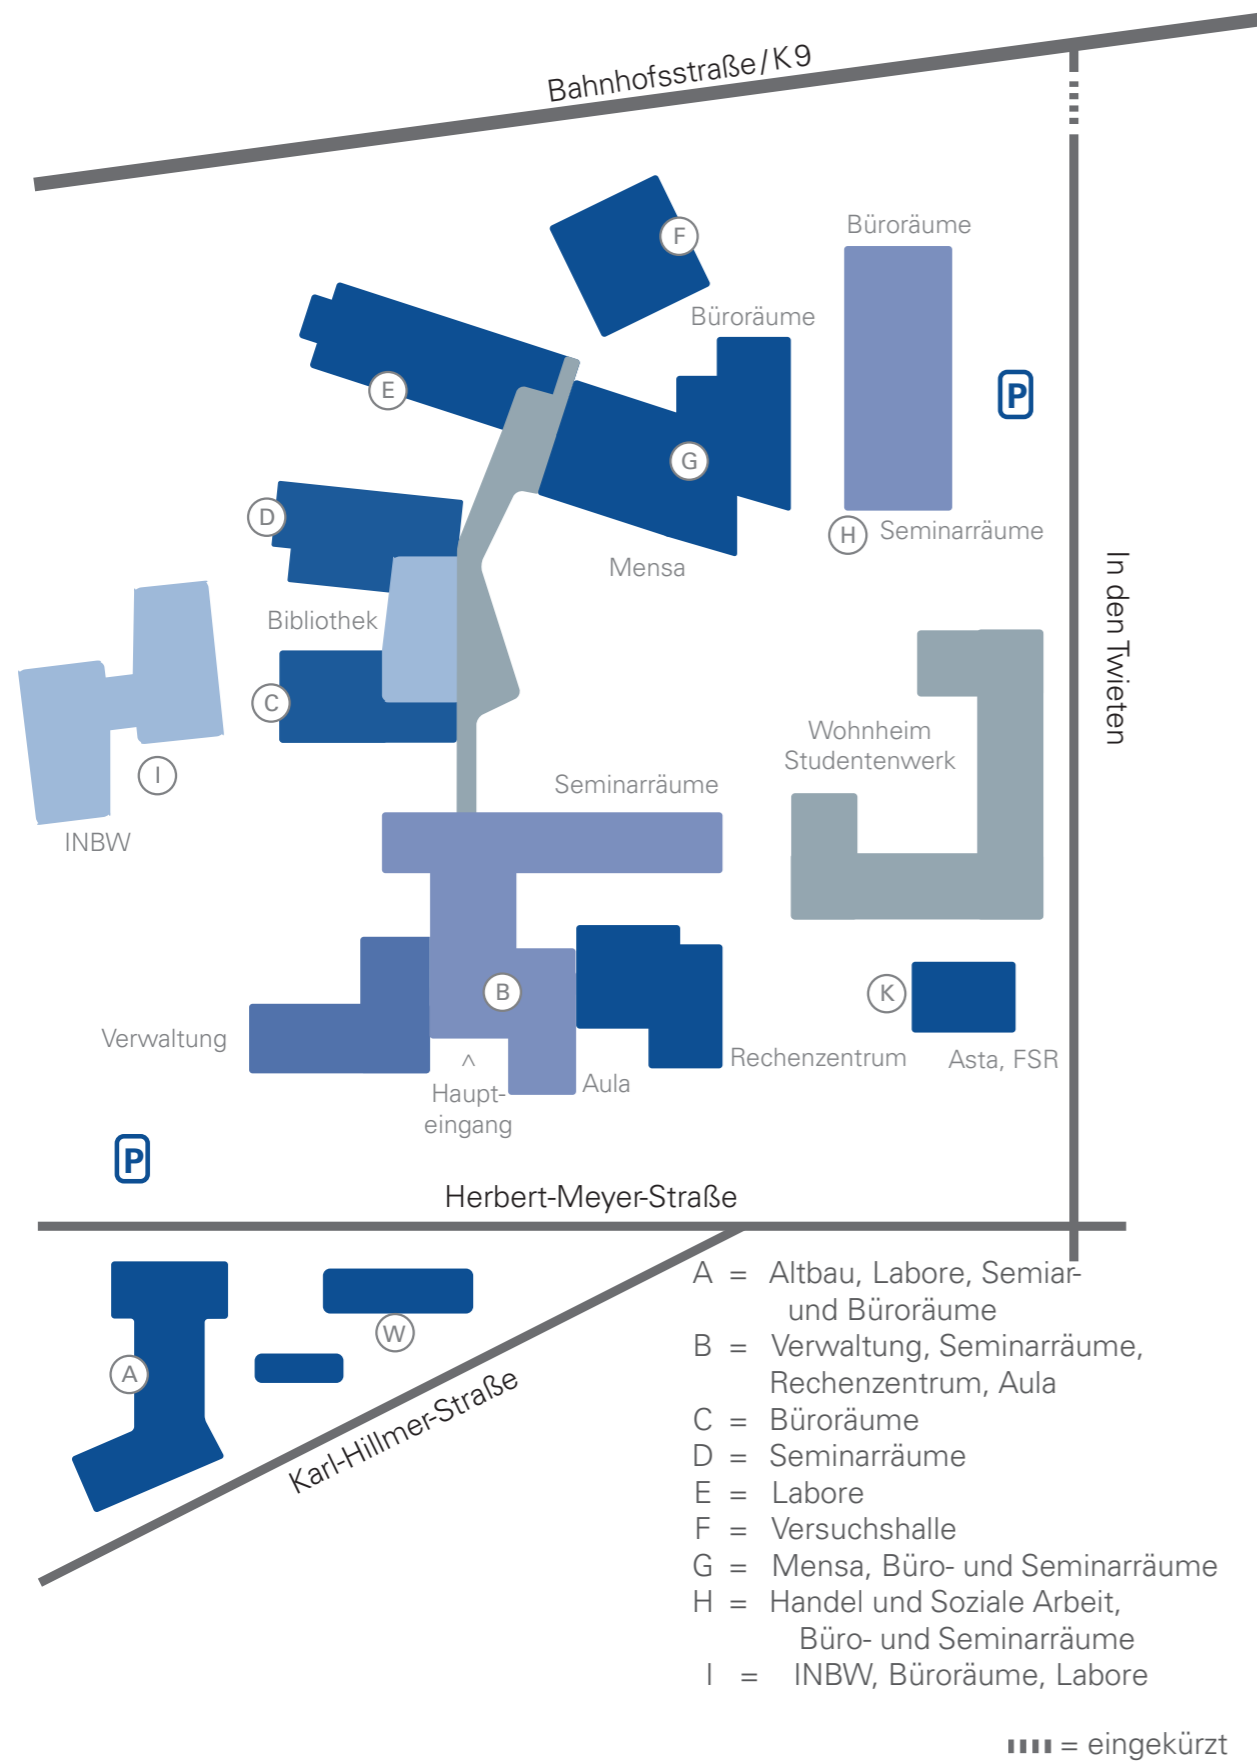 Bahnhofsstraße/K9
F
Büroräume
Büroräume
E
P
G
D
H Seminarräume
Mensa
In den Twieten
Bibliothek
C
Wohnheim
Studentenwerk
I
Seminarräume
INBW
B
K
Verwaltung
Rechenzentrum
Asta, FSR
^
Haupt-
eingang
Aula
P
Herbert-Meyer-Straße
W
A
Karl-Hillmer-Straße
A = Altbau, Labore, Semiar-
und Büroräume
B = Verwaltung, Seminarräume,
Rechenzentrum, Aula
C = Büroräume
D = Seminarräume
E = Labore
F = Versuchshalle
G = Mensa, Büro- und Seminarräume
H = Handel und Soziale Arbeit,
Büro- und Seminarräume
I = INBW, Büroräume, Labore
= eingekürzt